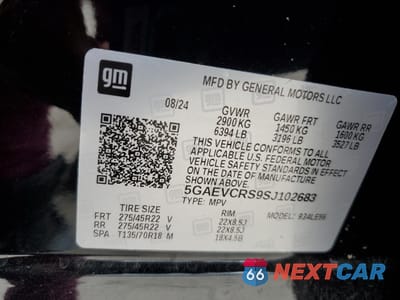 gm
MFD BY GENERAL MOTORS LLC
08/24 GVWR GAWR FRT GAWR RR
2900 KG 1450 KG 1600 KG
6394 LB 3196 LB 3527 LB
THIS VEHICLE CONFORMS TO ALL
APPLICABLE U.S. FEDERAL MOTOR
VEHICLE SAFETY STANDARDS IN EFFECT
ON THE DATE OF MANUFACTURE
SHOWN ABOVE.
5GAEVCRS9SJ102683
TYPE: MPV MODEL:
TIRE SIZE RIM
FRT 275/45R22 V 22X8.5J
RR 275/45R22 V 22X8.5J
SPA T135/70R18 M 18X4.5B
66 NEXTCAR